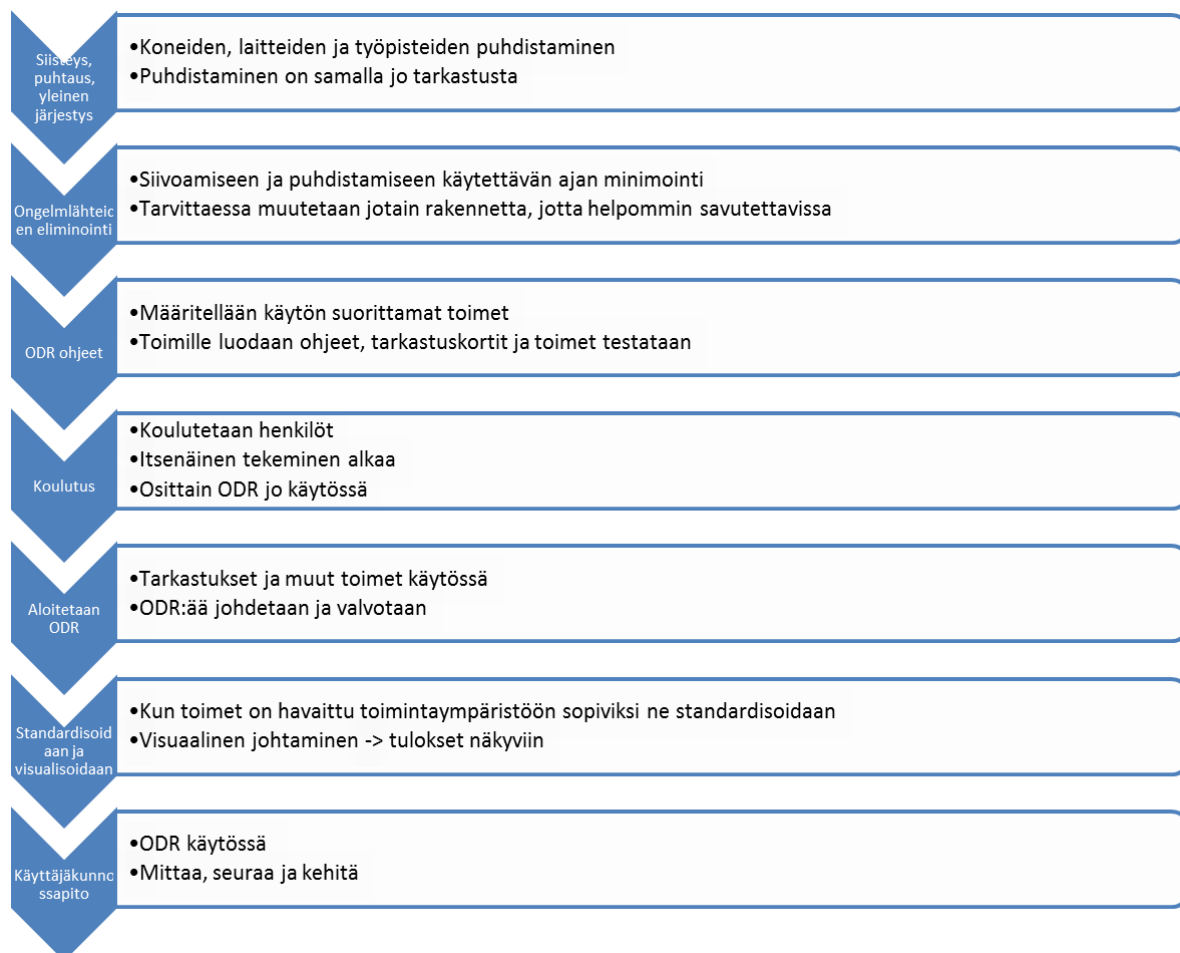 Siisteys,
puhtaus,
yleinen
järjestys
•Koneiden, laitteiden ja työpisteiden puhdistaminen
•Puhdistaminen on samalla jo tarkastusta
Ongelmlähteic
en eliminointi
•Siivoamiseen ja puhdistamiseen käytettävän ajan minimointi
•Tarvittaessa muutetaan jotain rakennetta, jotta helpommin savutettavissa
ODR ohjeet
•Määritellään käytön suorittamat toimet
•Toimille luodaan ohjeet, tarkastuskortit ja toimet testataan
Koulutus
•Koulutetaan henkilöt
•Itsenäinen tekeminen alkaa
•Osittain ODR jo käytössä
Aloitetaan
ODR
•Tarkastukset ja muut toimet käytössä
•ODR:ää johdetaan ja valvotaan
Standardisoid
aan ja
visualisoidaan
•Kun toimet on havaittu toimintaympäristöön sopiviksi ne standardisoidaan
•Visuaalinen johtaminen -> tulokset näkyviin
Käyttäjäkunnc
ssapito
•ODR käytössä
•Mittaa, seuraa ja kehitä